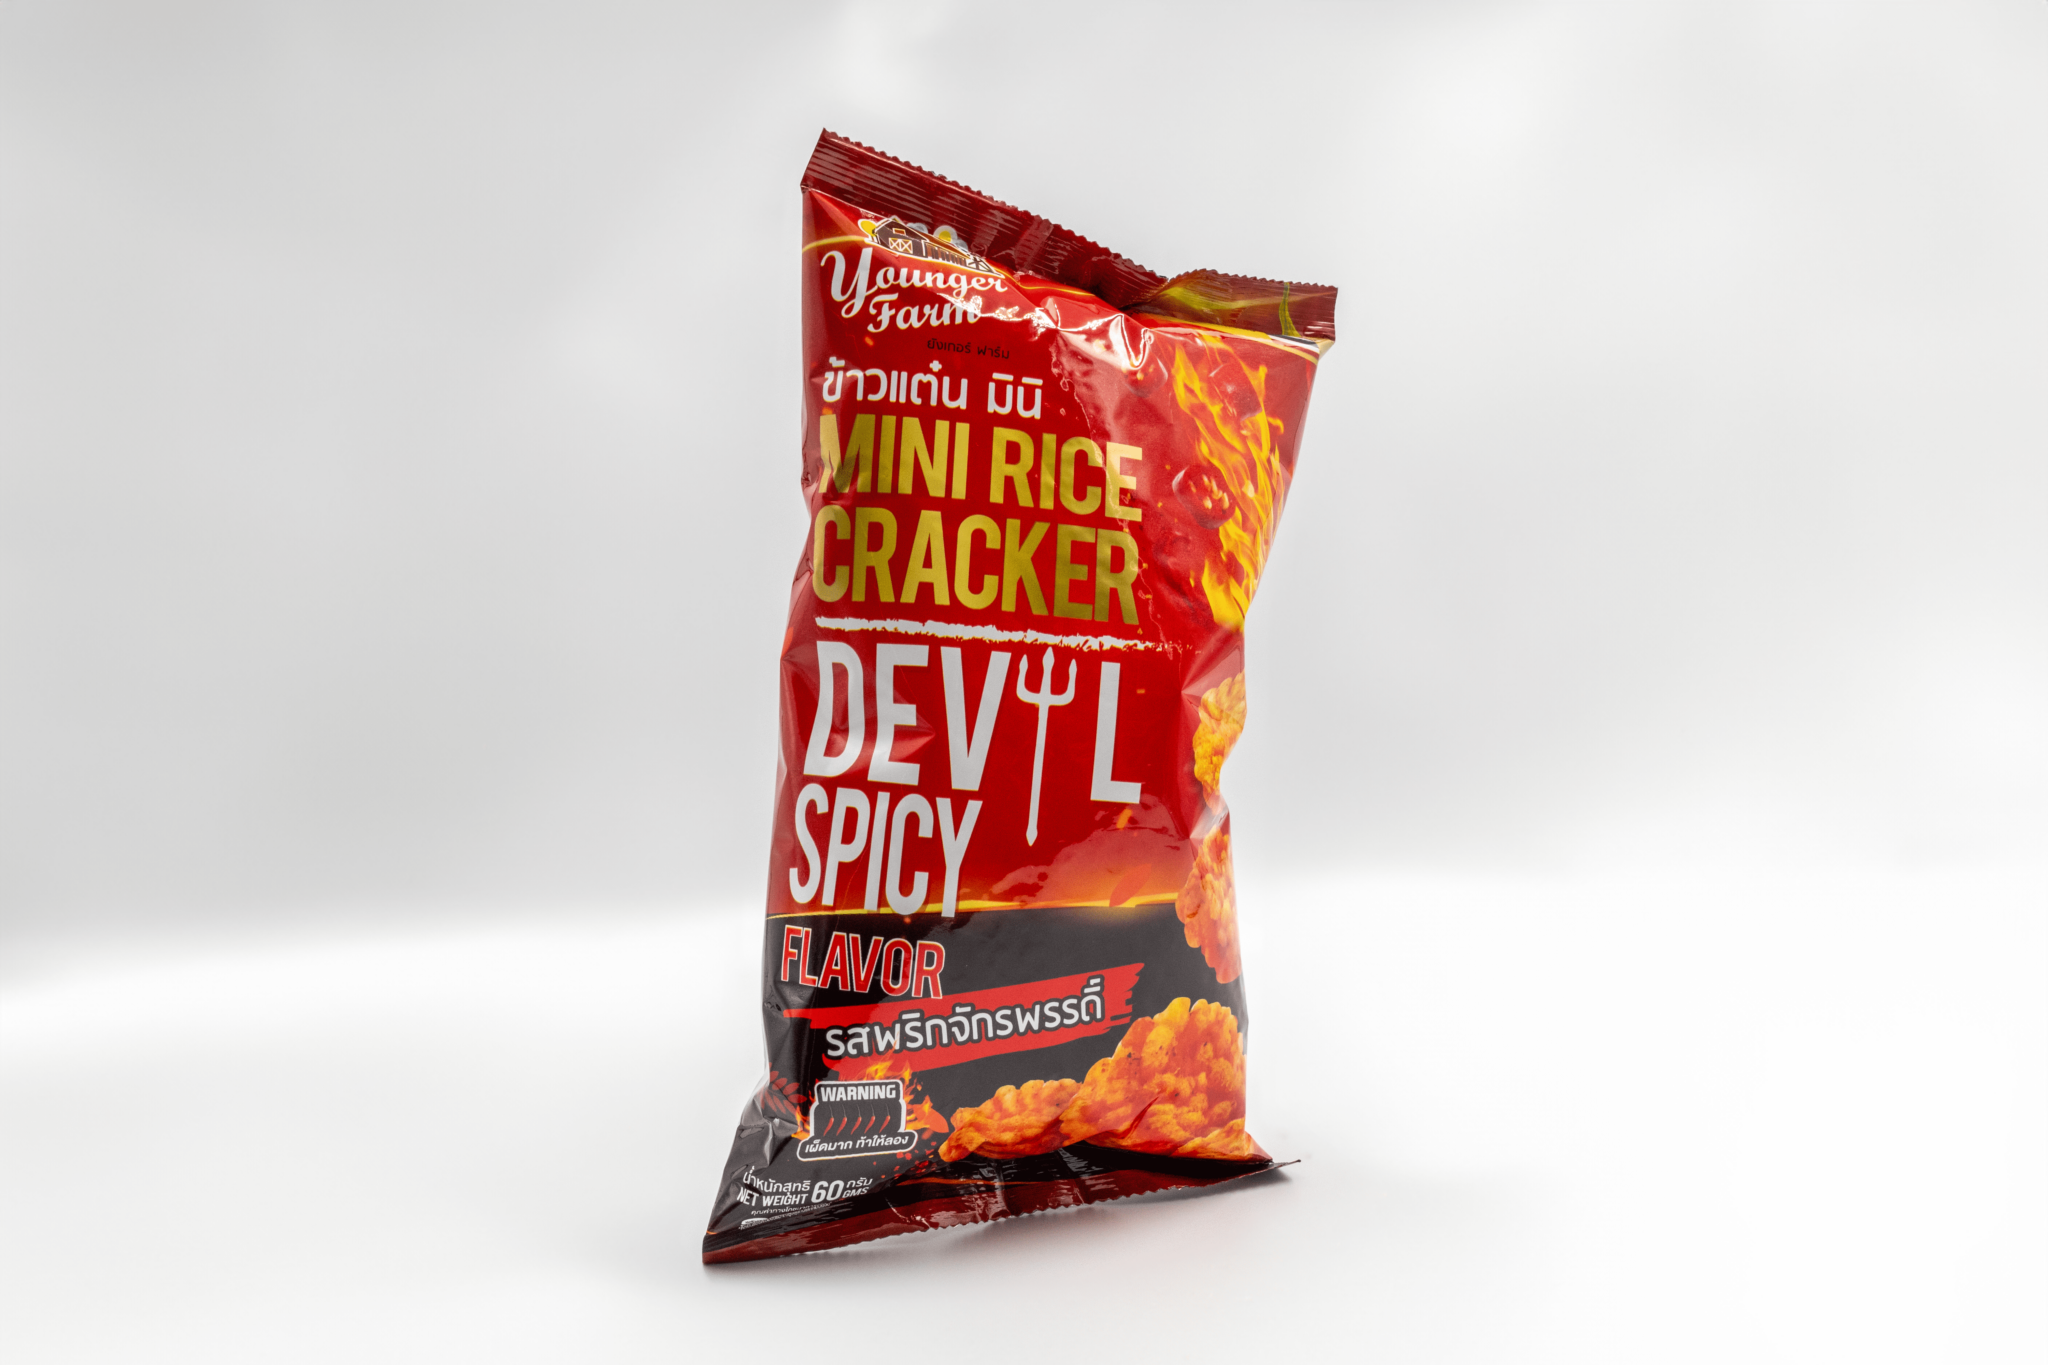 Younger
Farm
ยังเกอร์ ฟาร์ม
ข้าวแต๋น มินิ
MINI RICE
CRACKER
DEVIL
SPICY
FLAVOR
รสพริกจักรพรรดิ์
WARNING
เผ็ดมาก ท้าให้ลอง
น้ำหนักสุทธิ 60 กรัม
NET WEIGHT GMS